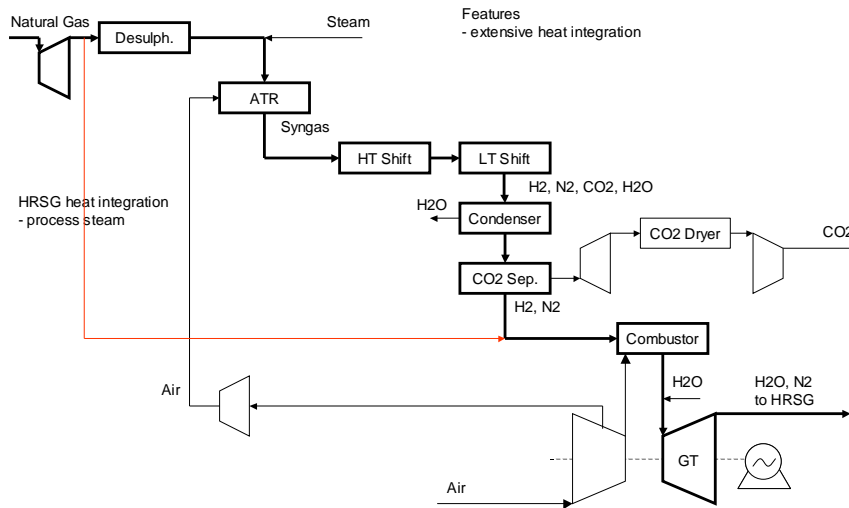 Natural Gas
Desulph.
Steam
Features
- extensive heat integration
ATR
Syngas
HT Shift
LT Shift
HRSG heat integration
- process steam
H2, N2, CO2, H2O
H2O
Condenser
CO2 Dryer
CO2
CO2 Sep.
H2, N2
Combustor
Air
H2O
H2O, N2
to HRSG
GT
Air